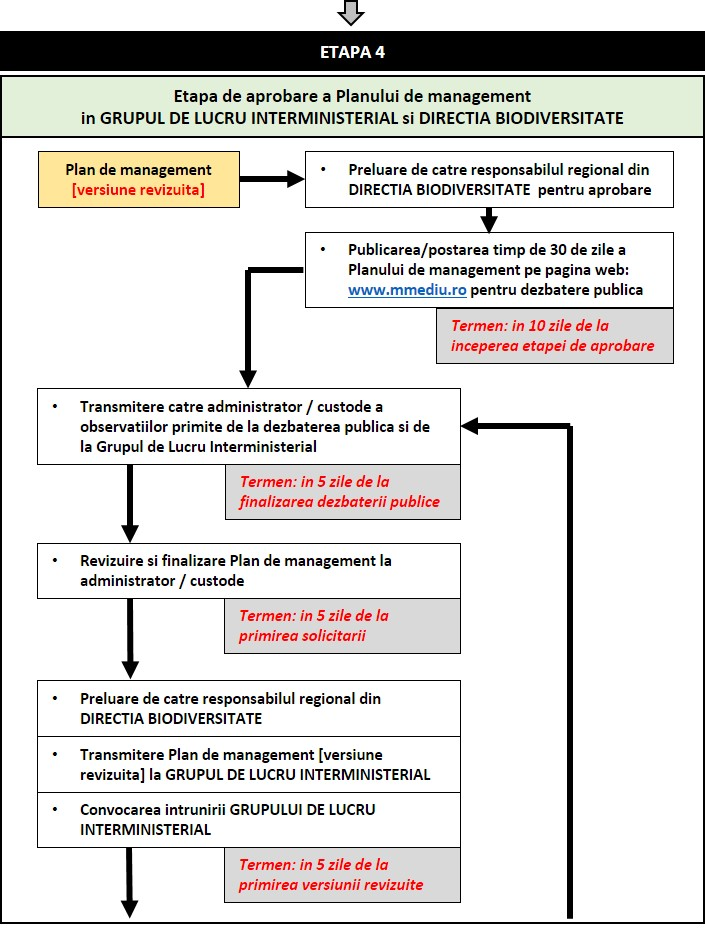 ETAPA 4
Etapa de aprobare a Planului de management
in GRUPUL DE LUCRU INTERMINISTERIAL si DIRECTIA BIODIVERSITATE
Plan de management
[versiune revizuita]
• Preluare de catre responsabilul regional din
DIRECTIA BIODIVERSITATE pentru aprobare
• Publicarea/postarea timp de 30 de zile a
Planului de management pe pagina web:
www.mmediu.ro pentru dezbatere publica
Termen: in 10 zile de la
inceperea etapei de aprobare
• Transmitere catre administrator / custode a
observatiilor primite de la dezbaterea publica si de
la Grupul de Lucru Interministerial
Termen: in 5 zile de la
finalizarea dezbaterii publice
• Revizuire si finalizare Plan de management la
administrator / custode
Termen: in 5 zile de la
primirea solicitarii
• Preluare de catre responsabilul regional din
DIRECTIA BIODIVERSITATE
• Transmitere Plan de management [versiune
revizuita] la GRUPUL DE LUCRU INTERMINISTERIAL
• Convocarea intrunirii GRUPULUI DE LUCRU
INTERMINISTERIAL
Termen: in 5 zile de la
primirea versiunii revizuite